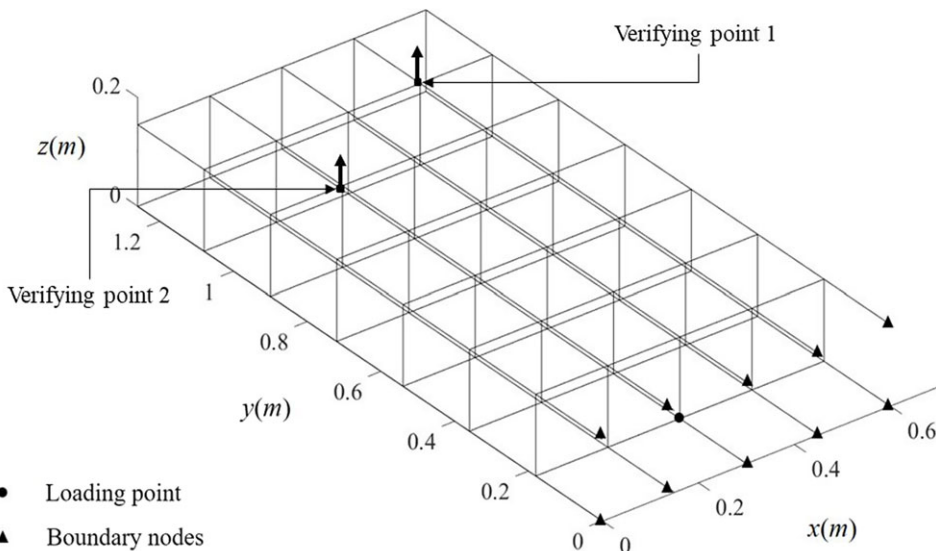 Verifying point 1
0.2
z(m)
0
1.2
Verifying point 2
1
0.8
y(m)
0.6
0.4
0.2
0
0
0.2
0.4
0.6
x(m)
Loading point
Boundary nodes